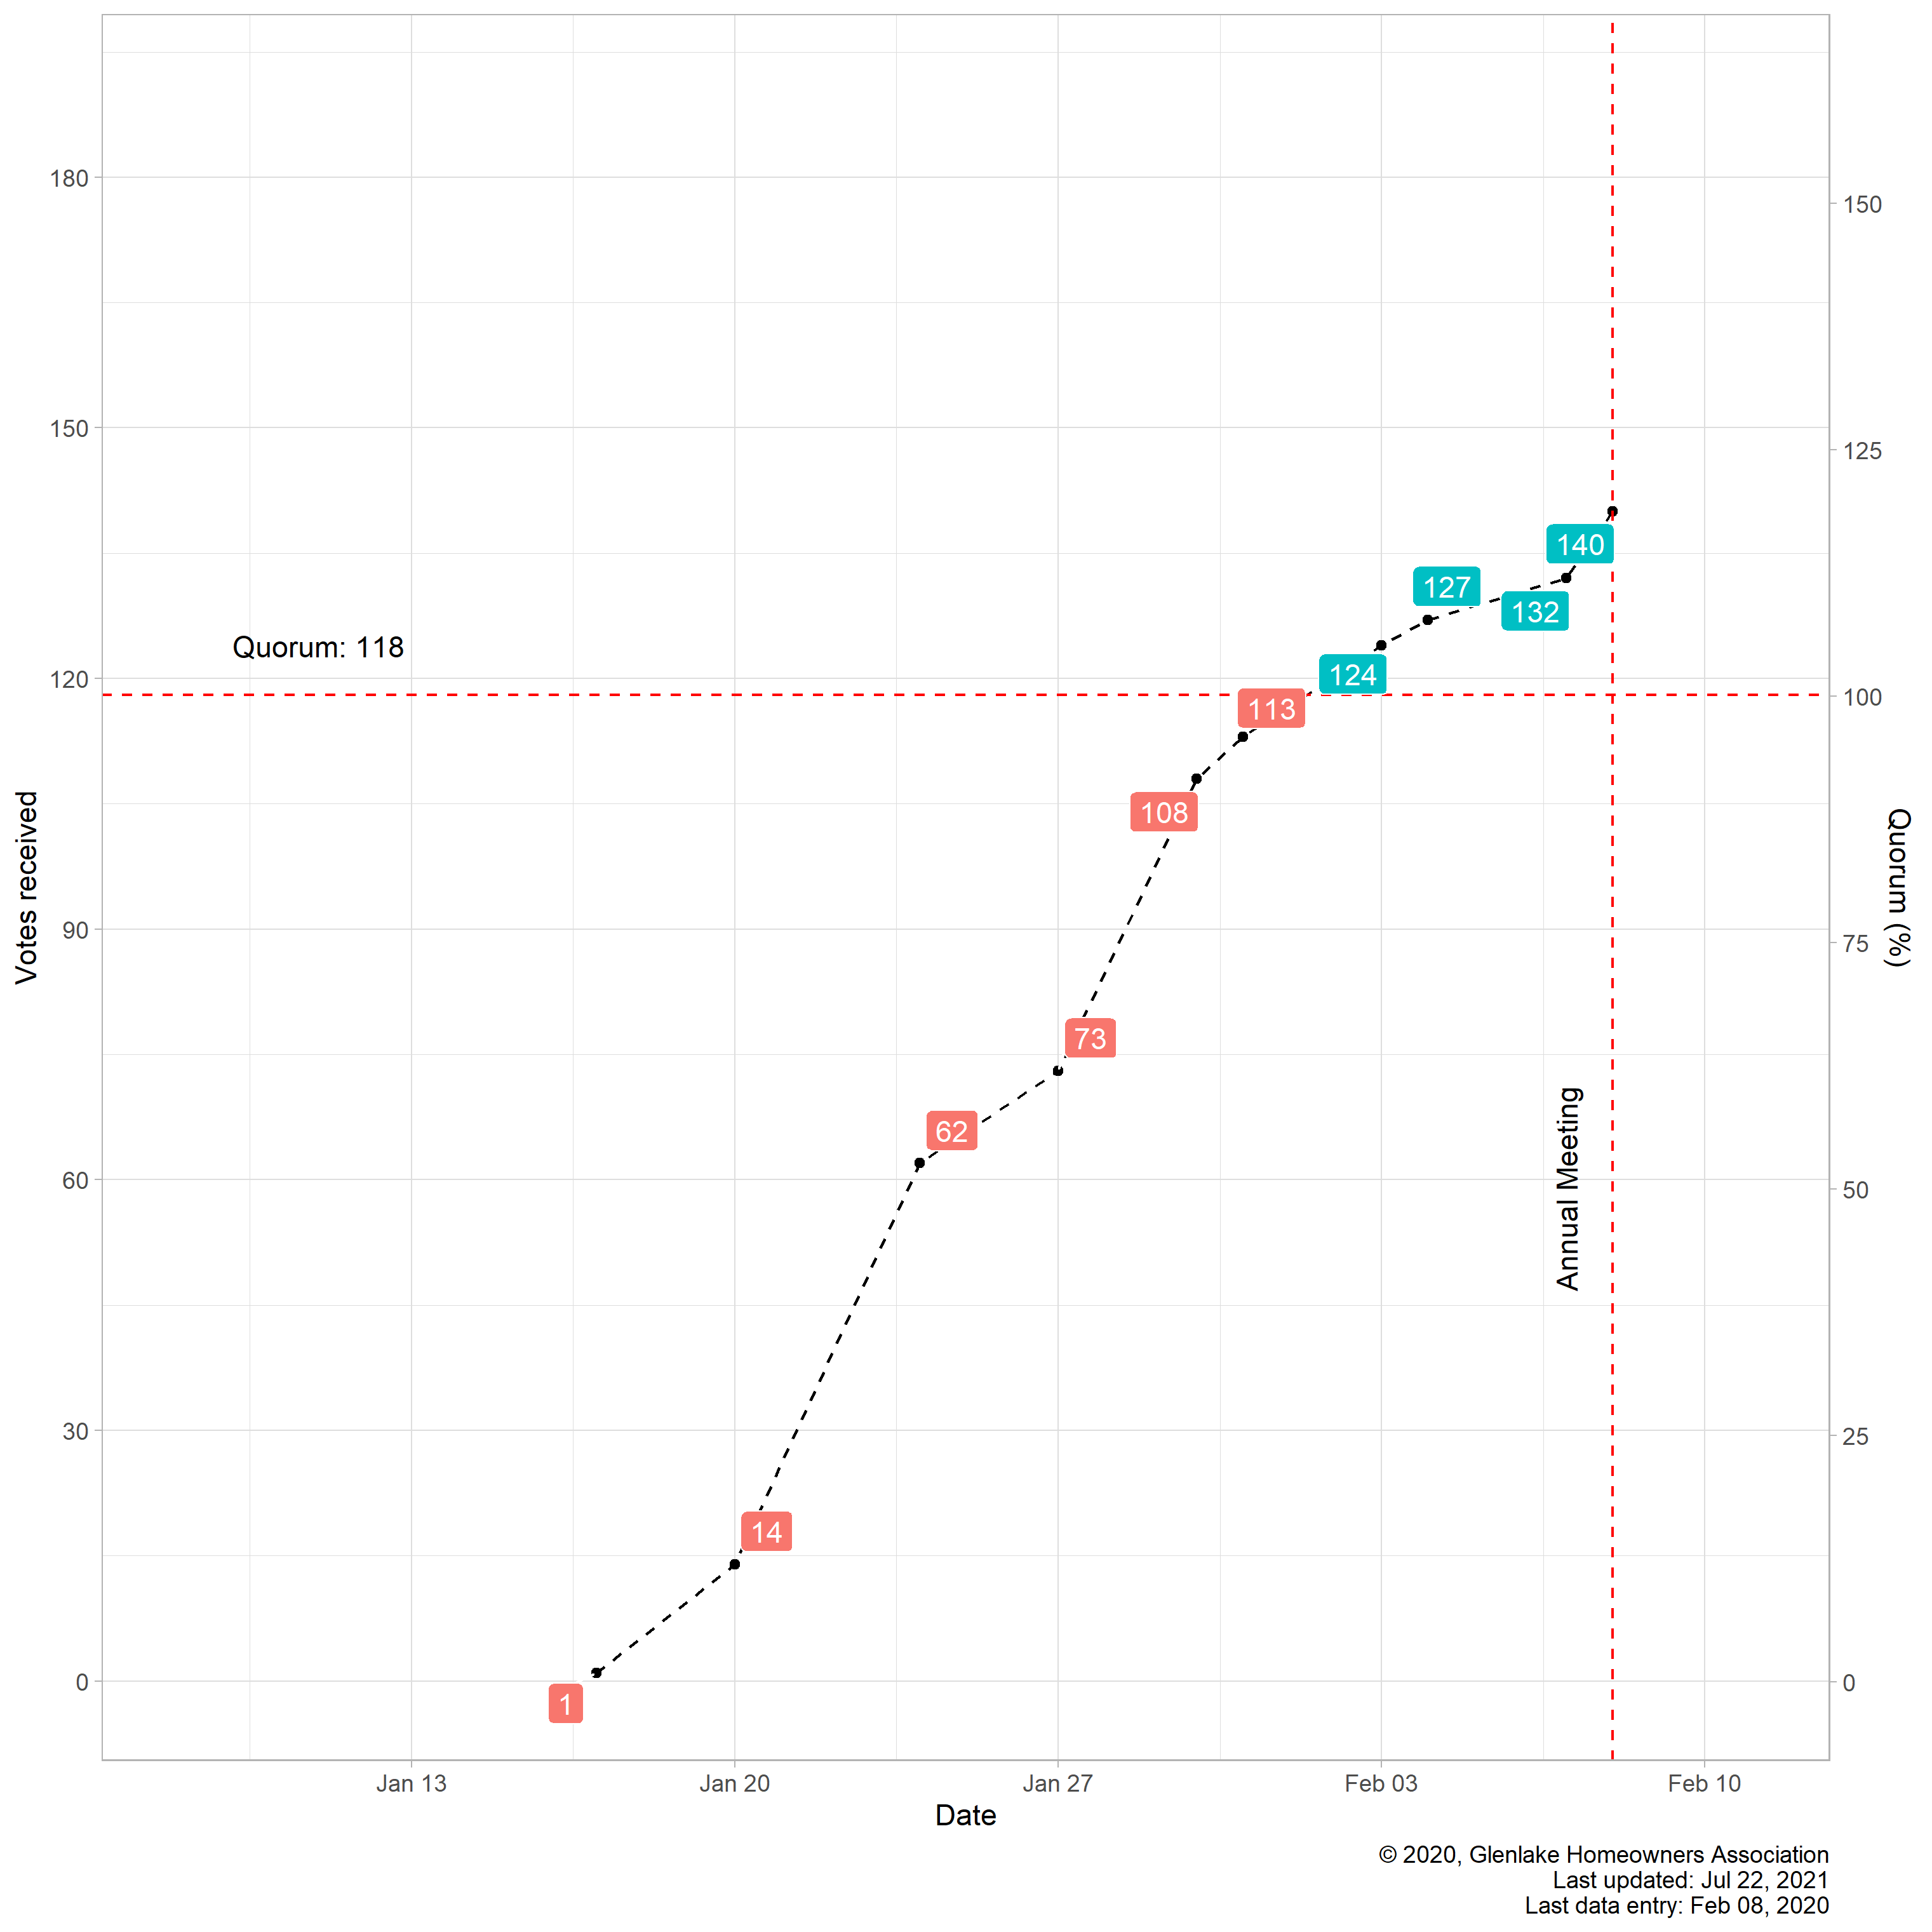 180
150
120
90
60
30
0
Votes received
150
125
100
75
50
25
0
Quorum (%)
Quorum: 118
Annual Meeting
140
127
132
124
113
108
73
62
14
1
Jan 13
Jan 20
Jan 27
Feb 03
Feb 10
Date
© 2020, Glenlake Homeowners Association
Last updated: Jul 22, 2021
Last data entry: Feb 08, 2020